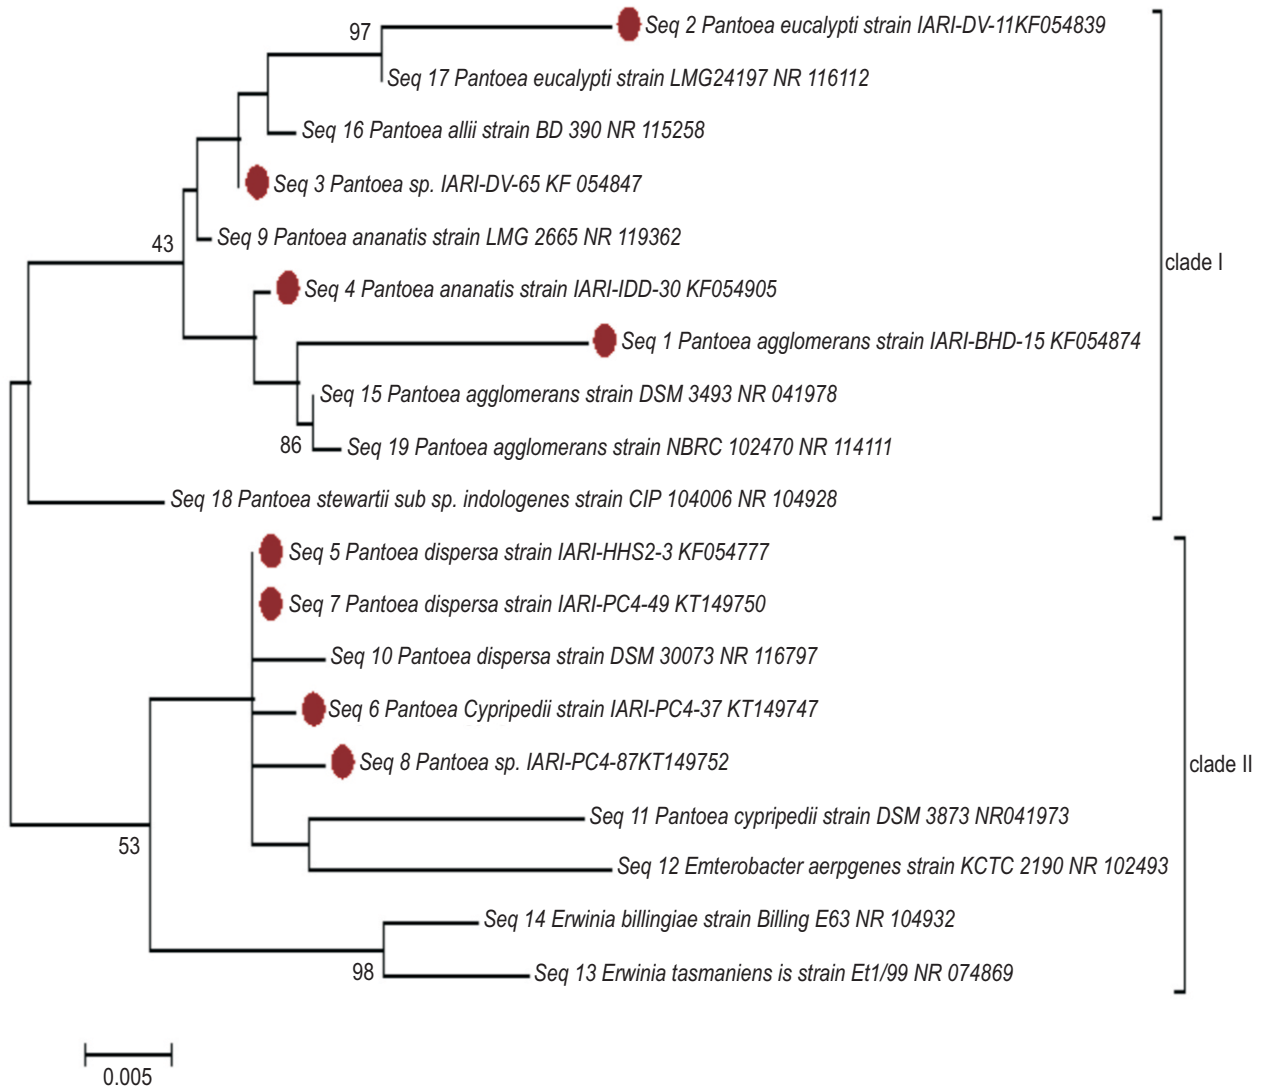 97
Seq 2 Pantoea eucalypti strain IARI-DV-11KF054839
Seq 17 Pantoea eucalypti strain LMG24197 NR 116112
Seq 16 Pantoea allii strain BD 390 NR 115258
Seq 3 Pantoea sp. IARI-DV-65 KF 054847
43
Seq 9 Pantoea ananatis strain LMG 2665 NR 119362
clade I
Seq 4 Pantoea ananatis strain IARI-IDD-30 KF054905
Seq 1 Pantoea agglomerans strain IARI-BHD-15 KF054874
Seq 15 Pantoea agglomerans strain DSM 3493 NR 041978
86
Seq 19 Pantoea agglomerans strain NBRC 102470 NR 114111
Seq 18 Pantoea stewartii sub sp. indologenes strain CIP 104006 NR 104928
Seq 5 Pantoea dispersa strain IARI-HHS2-3 KF054777
Seq 7 Pantoea dispersa strain IARI-PC4-49 KT149750
Seq 10 Pantoea dispersa strain DSM 30073 NR 116797
Seq 6 Pantoea Cypripedii strain IARI-PC4-37 KT149747
Seq 8 Pantoea sp. IARI-PC4-87KT149752
clade II
Seq 11 Pantoea cypripedii strain DSM 3873 NR041973
53
Seq 12 Emterobacter aerpgenes strain KCTC 2190 NR 102493
Seq 14 Erwinia billingiae strain Billing E63 NR 104932
98
Seq 13 Erwinia tasmaniens is strain Et1/99 NR 074869
0.005